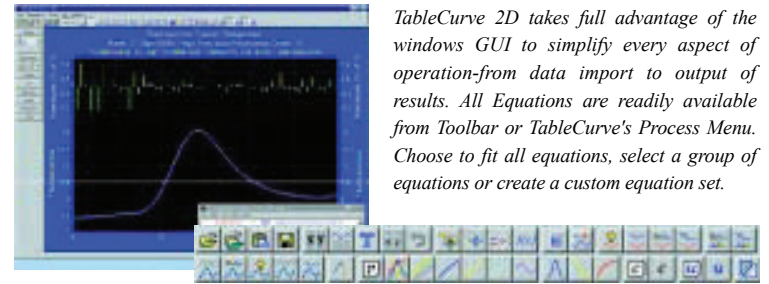 TableCurve 2D takes full advantage of the
windows GUI to simplify every aspect of
operation-from data import to output of
results. All Equations are readily available
from Toolbar or TableCurve's Process Menu.
Choose to fit all equations, select a group of
equations or create a custom equation set.